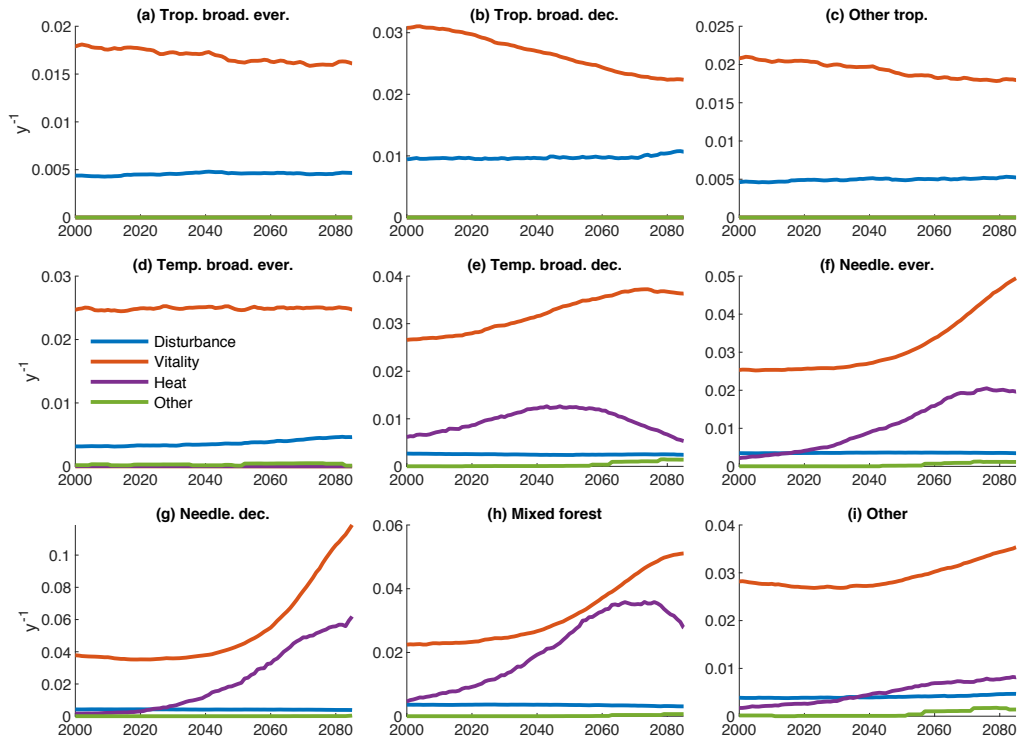 (a) Trop. broad. ever.
(b) Trop. broad. dec.
(c) Other trop.
0.02
0.015
0.01
0.005
0
y⁻¹
2000 2020 2040 2060 2080
0.03
0.02
0.01
0
2000 2020 2040 2060 2080
0.025
0.02
0.015
0.01
0.005
0
2000 2020 2040 2060 2080
(d) Temp. broad. ever.
(e) Temp. broad. dec.
(f) Needle. ever.
0.03
0.02
0.01
0
y⁻¹
Disturbance
Vitality
Heat
Other
2000 2020 2040 2060 2080
0.04
0.03
0.02
0.01
0
2000 2020 2040 2060 2080
0.05
0.04
0.03
0.02
0.01
0
2000 2020 2040 2060 2080
(g) Needle. dec.
(h) Mixed forest
(i) Other
0.1
0.08
0.06
0.04
0.02
0
y⁻¹
2000 2020 2040 2060 2080
0.06
0.04
0.02
0
2000 2020 2040 2060 2080
0.04
0.03
0.02
0.01
0
2000 2020 2040 2060 2080